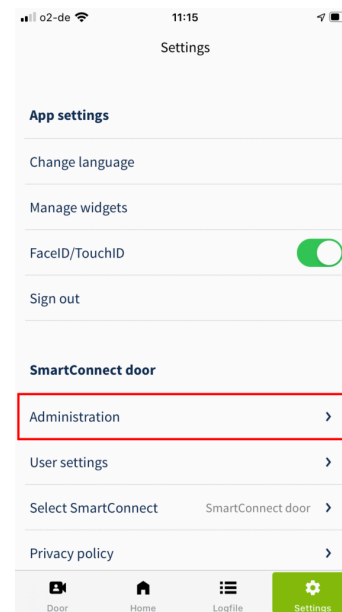 o2-de 11:15
Settings
App settings
Change language
Manage widgets
FaceID/TouchID
Sign out
SmartConnect door
Administration
User settings
Select SmartConnect SmartConnect door
Privacy policy
Door Home Logfile Settings